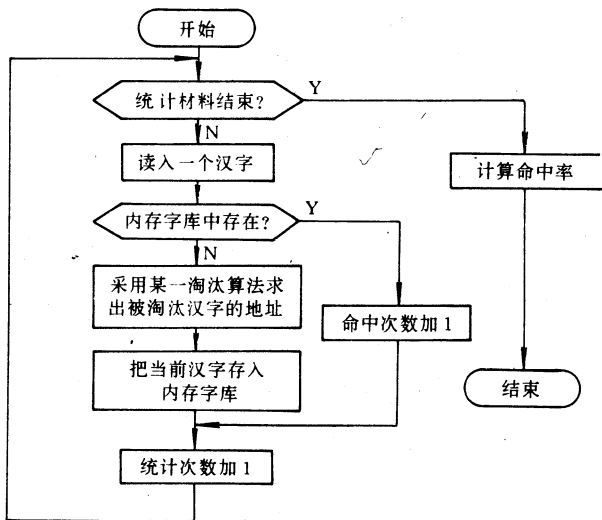 开始
统计材料结束?
Y
N
读入一个汉字
计算命中率
内存字库中存在?
Y
N
采用某一淘汰算法求
出被淘汰汉字的地址
命中次数加1
把当前汉字存入
内存字库
结束
统计次数加1